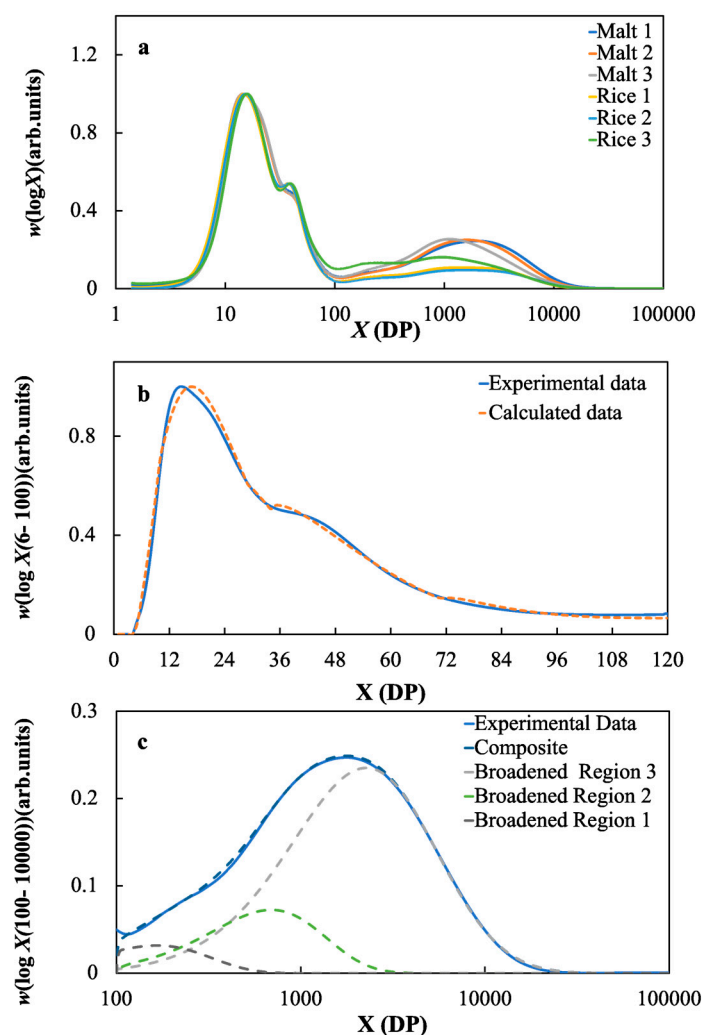 a
w(logX)(arb.units)
1.4
1.2
0.8
0.4
0
Malt 1
Malt 2
Malt 3
Rice 1
Rice 2
Rice 3
1 10 100 1000 10000 100000
X (DP)
b
w(log X(6- 100))(arb.units)
0.8
0.4
0
Experimental data
Calculated data
0 12 24 36 48 60 72 84 96 108 120
X (DP)
c
w(log X(100- 10000))(arb.units)
0.3
0.2
0.1
0
Experimental Data
Composite
Broadened Region 3
Broadened Region 2
Broadened Region 1
100 1000 10000 100000
X (DP)